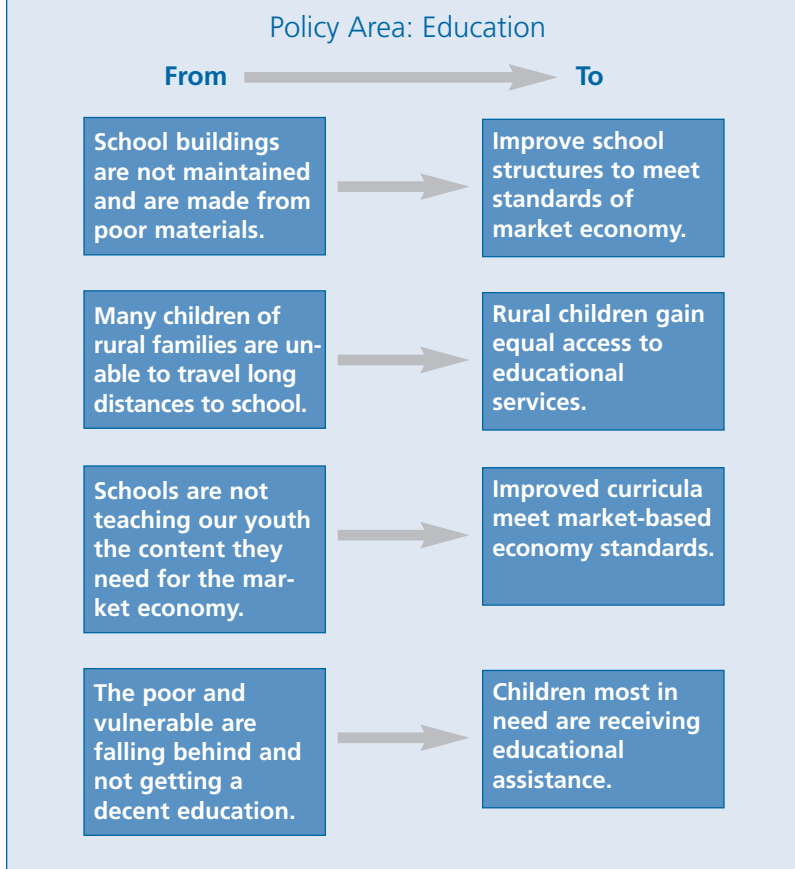 Policy Area: Education
From
To
School buildings
are not maintained
and are made from
poor materials.
Improve school
structures to meet
standards of
market economy.
Many children of
rural families are un-
able to travel long
distances to school.
Rural children gain
equal access to
educational
services.
Schools are not
teaching our youth
the content they
need for the mar-
ket economy.
Improved curricula
meet market-based
economy standards.
The poor and
vulnerable are
falling behind and
not getting a
decent education.
Children most in
need are receiving
educational
assistance.